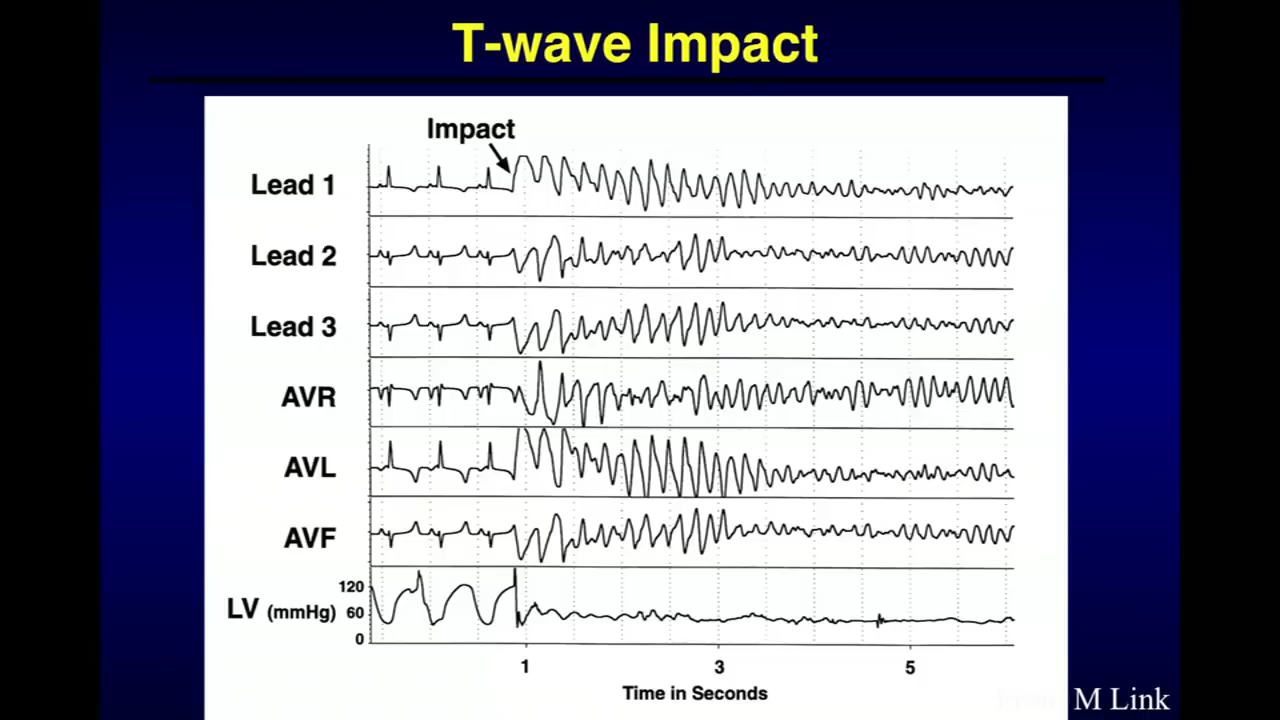 T-wave Impact
Impact
Lead 1
Lead 2
Lead 3
AVR
AVL
AVF
120
LV (mmHg) 60
0
1 3 5
Time in Seconds
From M Link